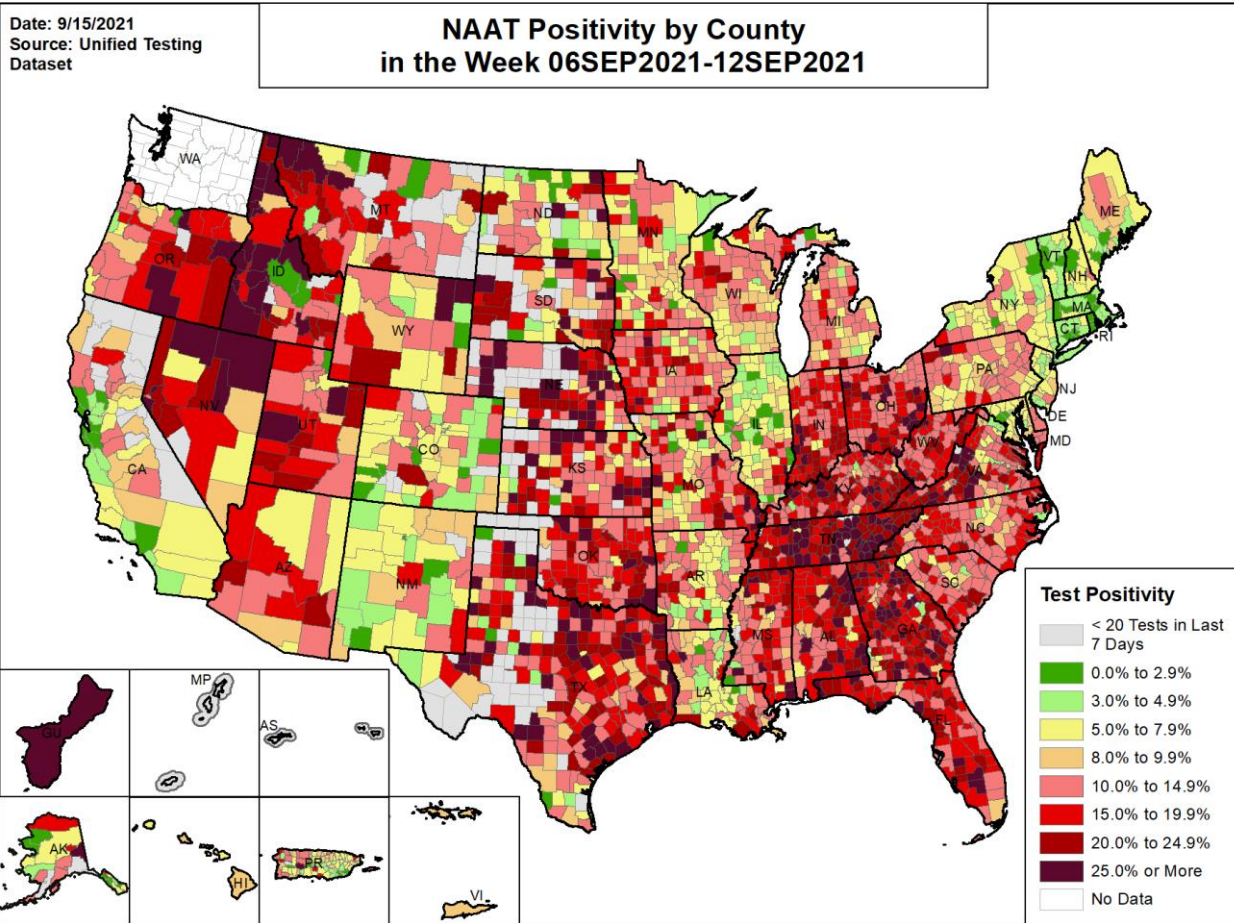 Date: 9/15/2021
Source: Unified Testing
Dataset
NAAT Positivity by County
in the Week 06SEP2021-12SEP2021
WA
MT
ND
MN
ME
OR
ID
SD
WI
MI
VT
NH
NY
MA
CT
RI
WY
IA
PA
NJ
NV
NE
OH
DE
MD
UT
CO
IL
IN
WV
VA
CA
KS
MO
KY
AZ
NM
OK
AR
TN
NC
SC
MS
AL
GA
TX
LA
FL
GU
MP
AS
AK
HI
PR
VI
Test Positivity
< 20 Tests in Last
7 Days
0.0% to 2.9%
3.0% to 4.9%
5.0% to 7.9%
8.0% to 9.9%
10.0% to 14.9%
15.0% to 19.9%
20.0% to 24.9%
25.0% or More
No Data